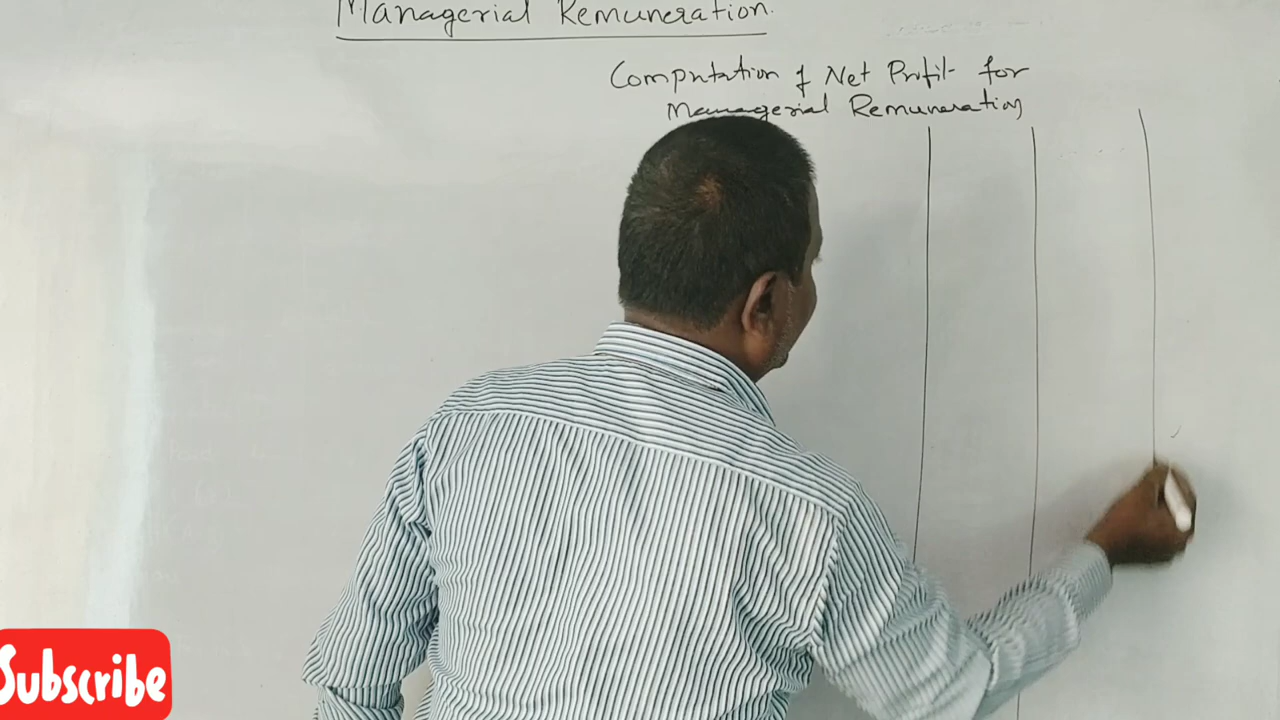 Managerial Remuneration.
Computation of Net Profit for
Managerial Remuneration
Subscribe